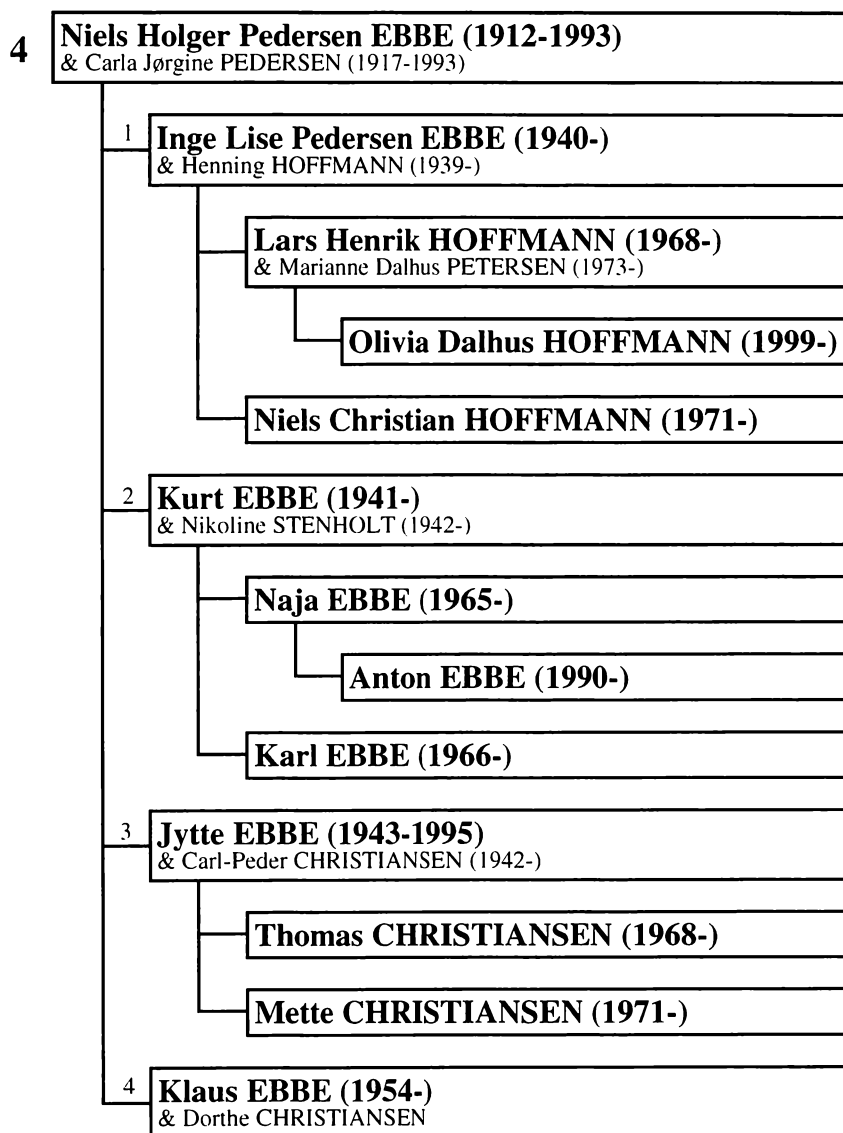 4 Niels Holger Pedersen EBBE (1912-1993)
& Carla Jørgine PEDERSEN (1917-1993)
1 Inge Lise Pedersen EBBE (1940-)
& Henning HOFFMANN (1939-)
Lars Henrik HOFFMANN (1968-)
& Marianne Dalhus PETERSEN (1973-)
Olivia Dalhus HOFFMANN (1999-)
Niels Christian HOFFMANN (1971-)
2 Kurt EBBE (1941-)
& Nikoline STENHOLT (1942-)
Naja EBBE (1965-)
Anton EBBE (1990-)
Karl EBBE (1966-)
3 Jytte EBBE (1943-1995)
& Carl-Peder CHRISTIANSEN (1942-)
Thomas CHRISTIANSEN (1968-)
Mette CHRISTIANSEN (1971-)
4 Klaus EBBE (1954-)
& Dorthe CHRISTIANSEN